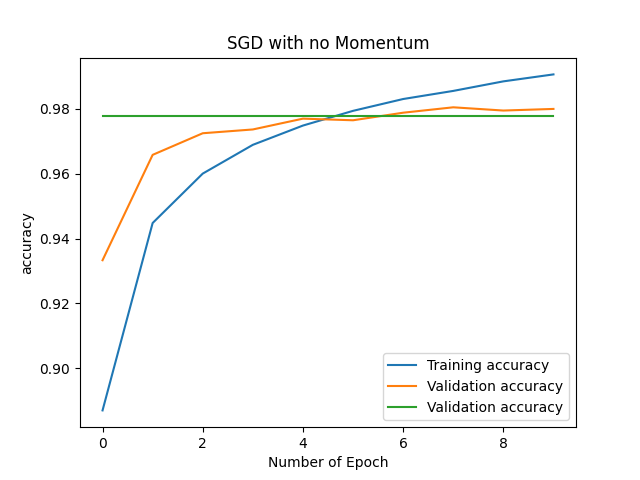 SGD with no Momentum
accuracy
0.98
0.96
0.94
0.92
0.90
Training accuracy
Validation accuracy
Validation accuracy
0 2 4 6 8
Number of Epoch